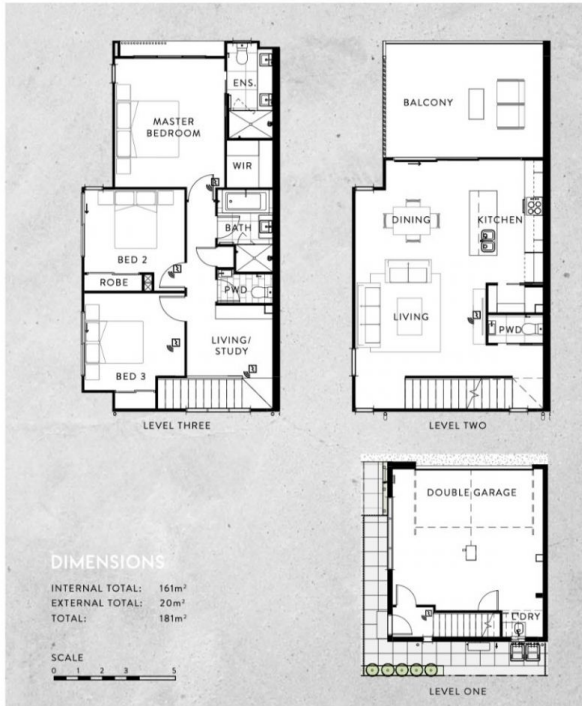 ENS.
MASTER
BEDROOM
WIR
BATH
BED 2
ROBE
PWD
LIVING/
STUDY
BED 3
LEVEL THREE
BALCONY
DINING
KITCHEN
LIVING
PWD
LEVEL TWO
DOUBLE GARAGE
LEVEL ONE
DIMENSIONS
INTERNAL TOTAL: 161m²
EXTERNAL TOTAL: 20m²
TOTAL: 181m²
SCALE
0 1 2 3 5